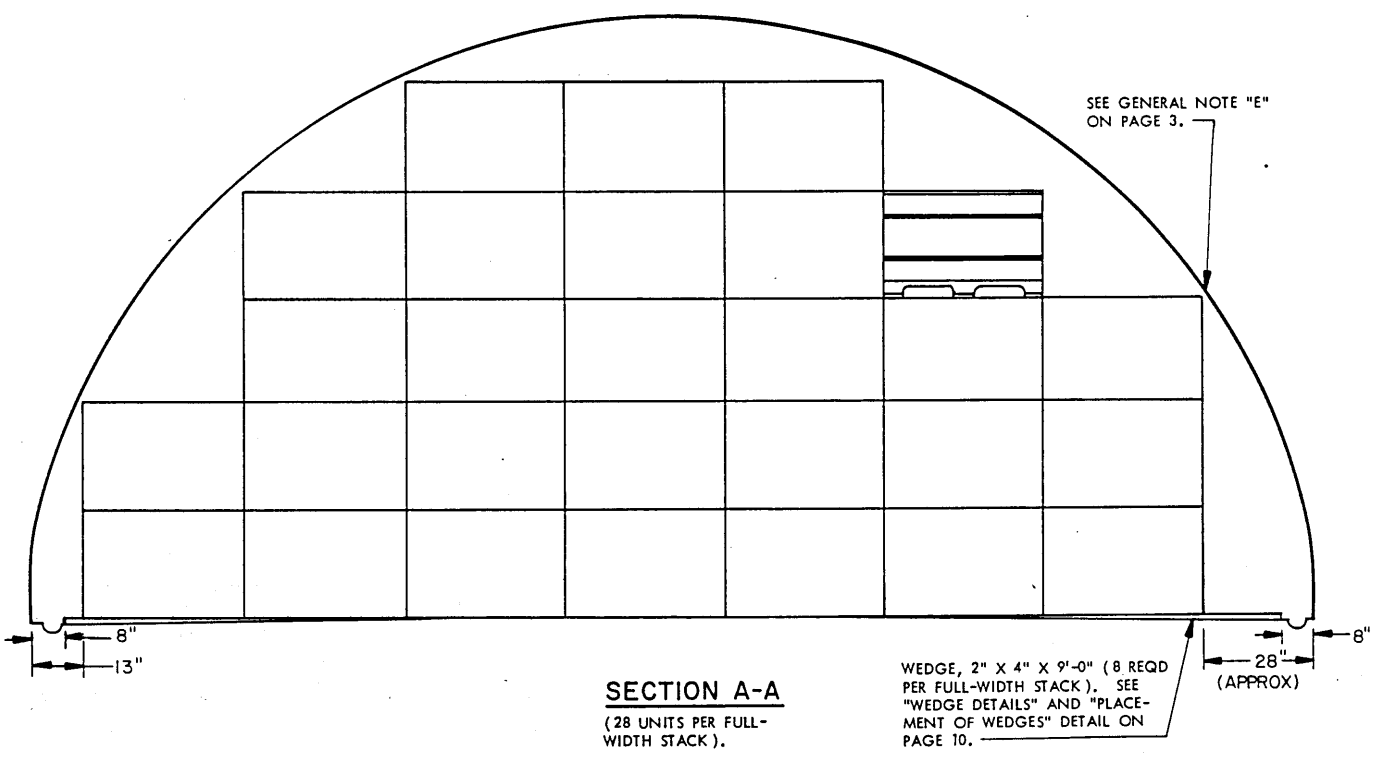 SEE GENERAL NOTE "E"
ON PAGE 3.
8"
13"
8"
28"
(APPROX)
SECTION A-A
(28 UNITS PER FULL-
WIDTH STACK).
WEDGE, 2" X 4" X 9'-0" (8 REQD
PER FULL-WIDTH STACK). SEE
"WEDGE DETAILS" AND "PLACE-
MENT OF WEDGES" DETAIL ON
PAGE 10.